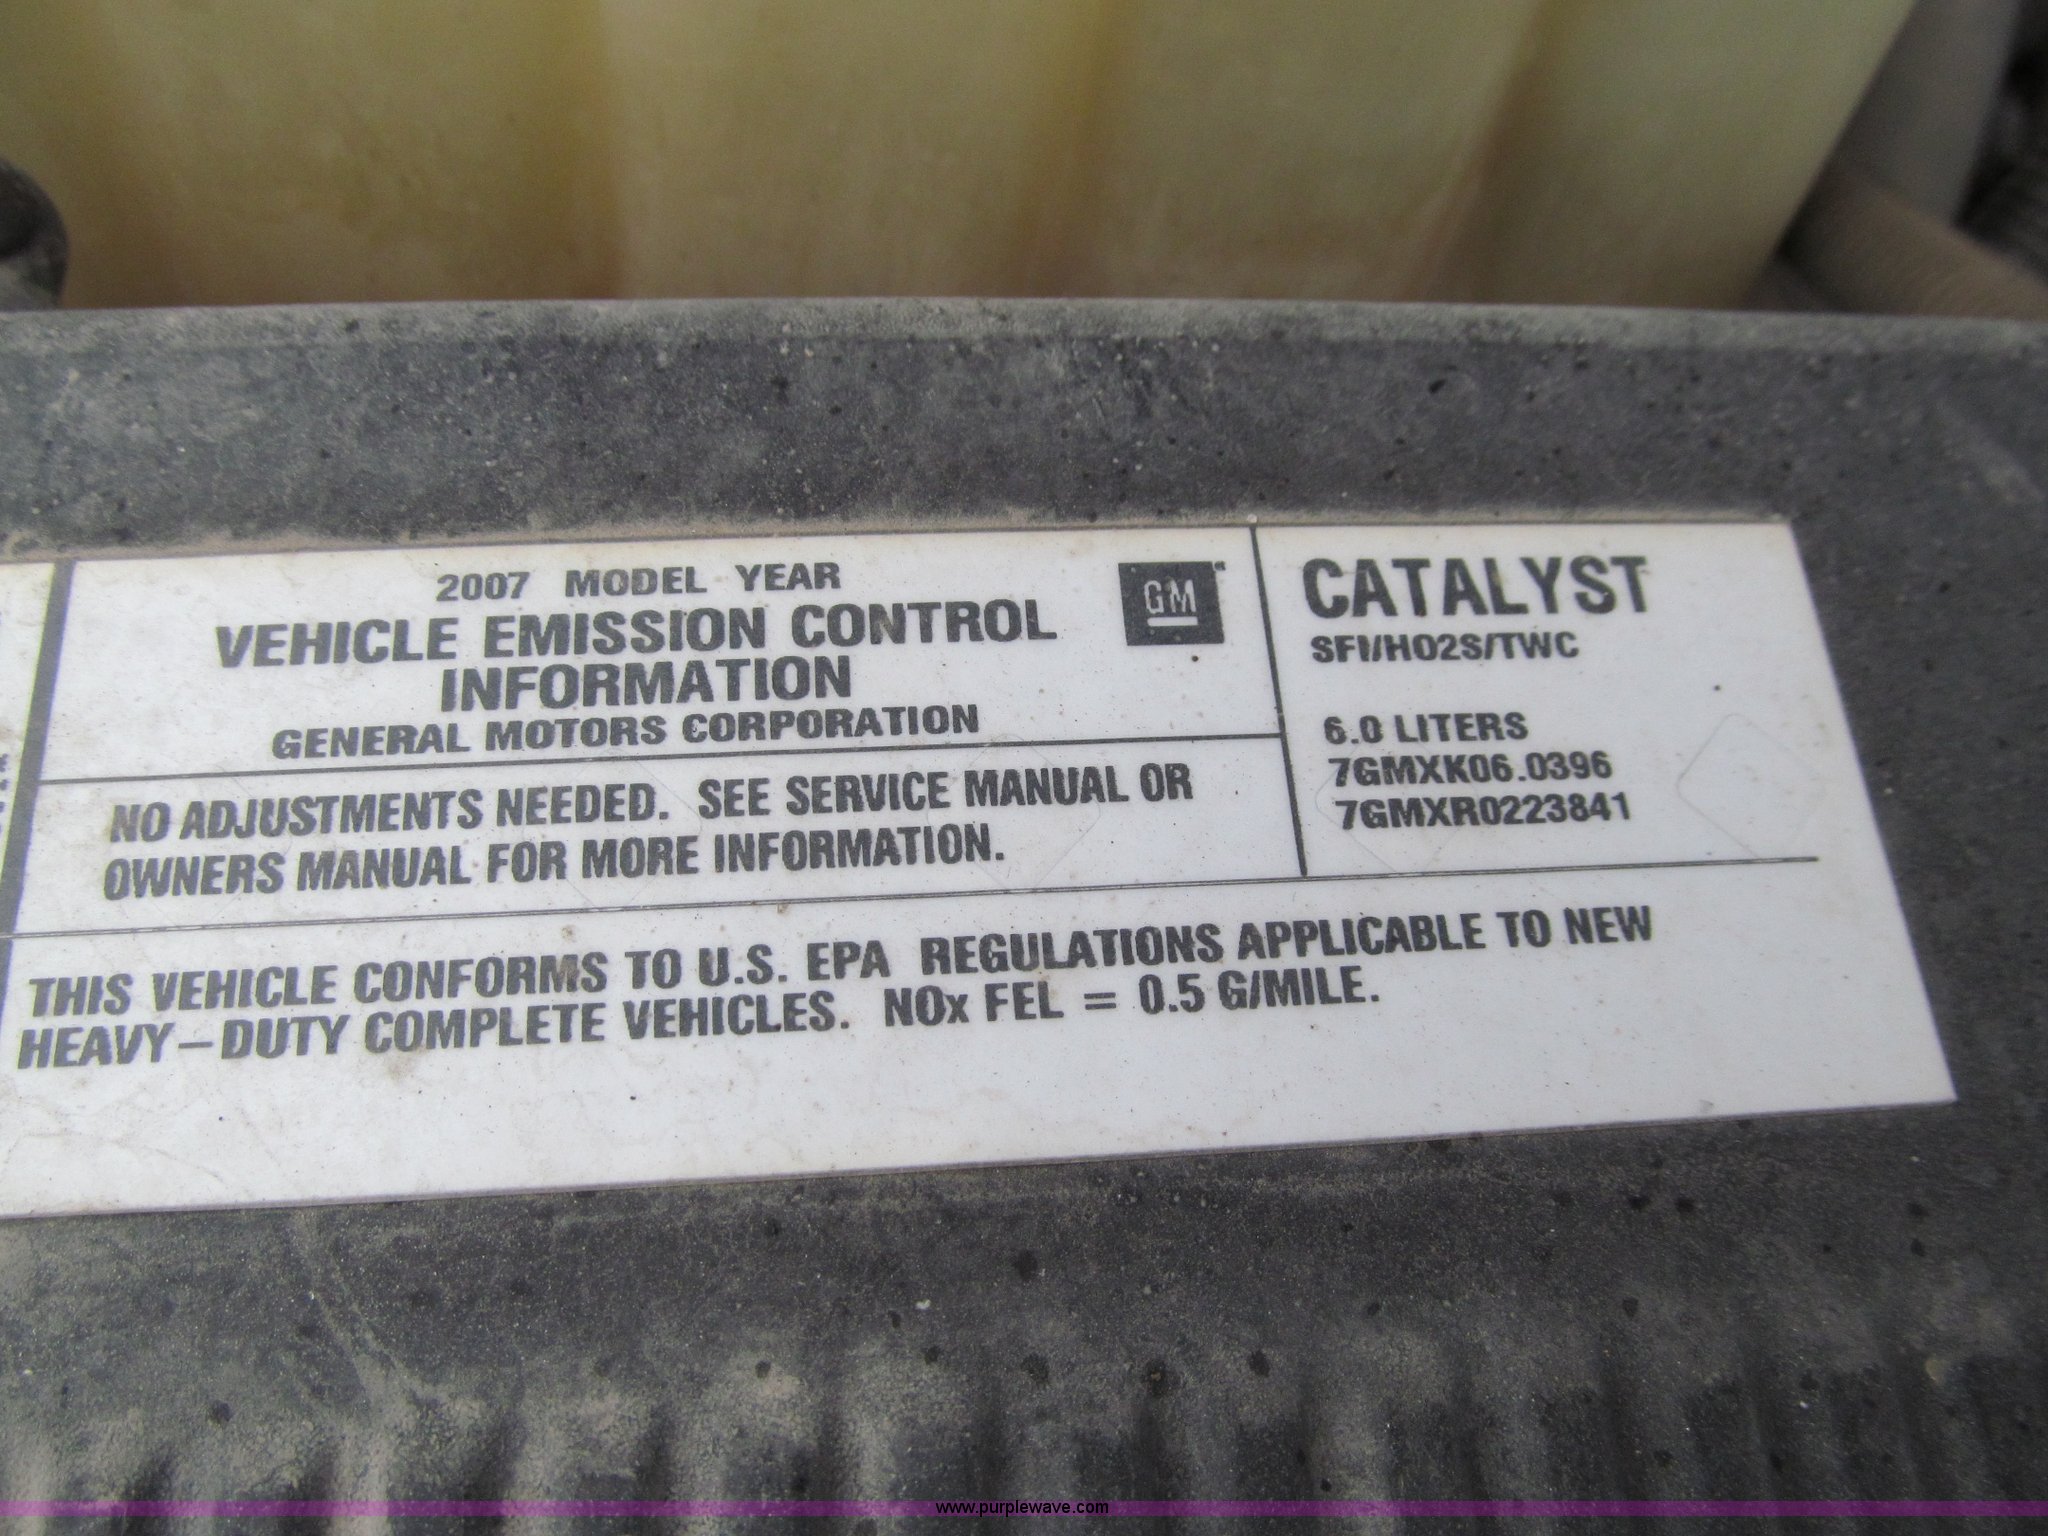 2007 MODEL YEAR
VEHICLE EMISSION CONTROL
INFORMATION
GENERAL MOTORS CORPORATION
GM
CATALYST
SFI/HO2S/TWC
6.0 LITERS
7GMXK06.0396
7GMXR0223841
NO ADJUSTMENTS NEEDED. SEE SERVICE MANUAL OR
OWNERS MANUAL FOR MORE INFORMATION.
THIS VEHICLE CONFORMS TO U.S. EPA REGULATIONS APPLICABLE TO NEW
HEAVY-DUTY COMPLETE VEHICLES. NOx FEL = 0.5 G/MILE.
www.purplewave.com